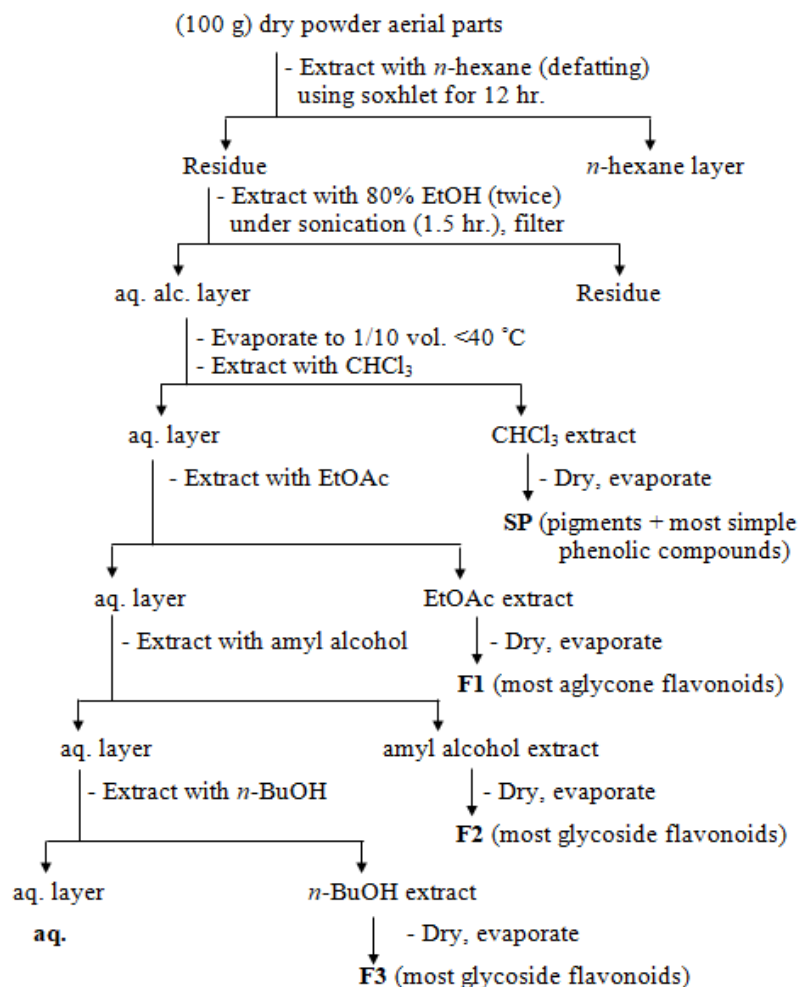 (100 g) dry powder aerial parts
- Extract with n-hexane (defatting)
using soxhlet for 12 hr.
Residue
n-hexane layer
- Extract with 80% EtOH (twice)
under sonication (1.5 hr.), filter
aq. alc. layer
Residue
- Evaporate to 1/10 vol. <40 ˚C
- Extract with CHCl₃
aq. layer
CHCl₃ extract
- Extract with EtOAc
- Dry, evaporate
SP (pigments + most simple
phenolic compounds)
aq. layer
EtOAc extract
- Extract with amyl alcohol
- Dry, evaporate
F1 (most aglycone flavonoids)
aq. layer
amyl alcohol extract
- Extract with n-BuOH
- Dry, evaporate
F2 (most glycoside flavonoids)
aq. layer
n-BuOH extract
aq.
- Dry, evaporate
F3 (most glycoside flavonoids)